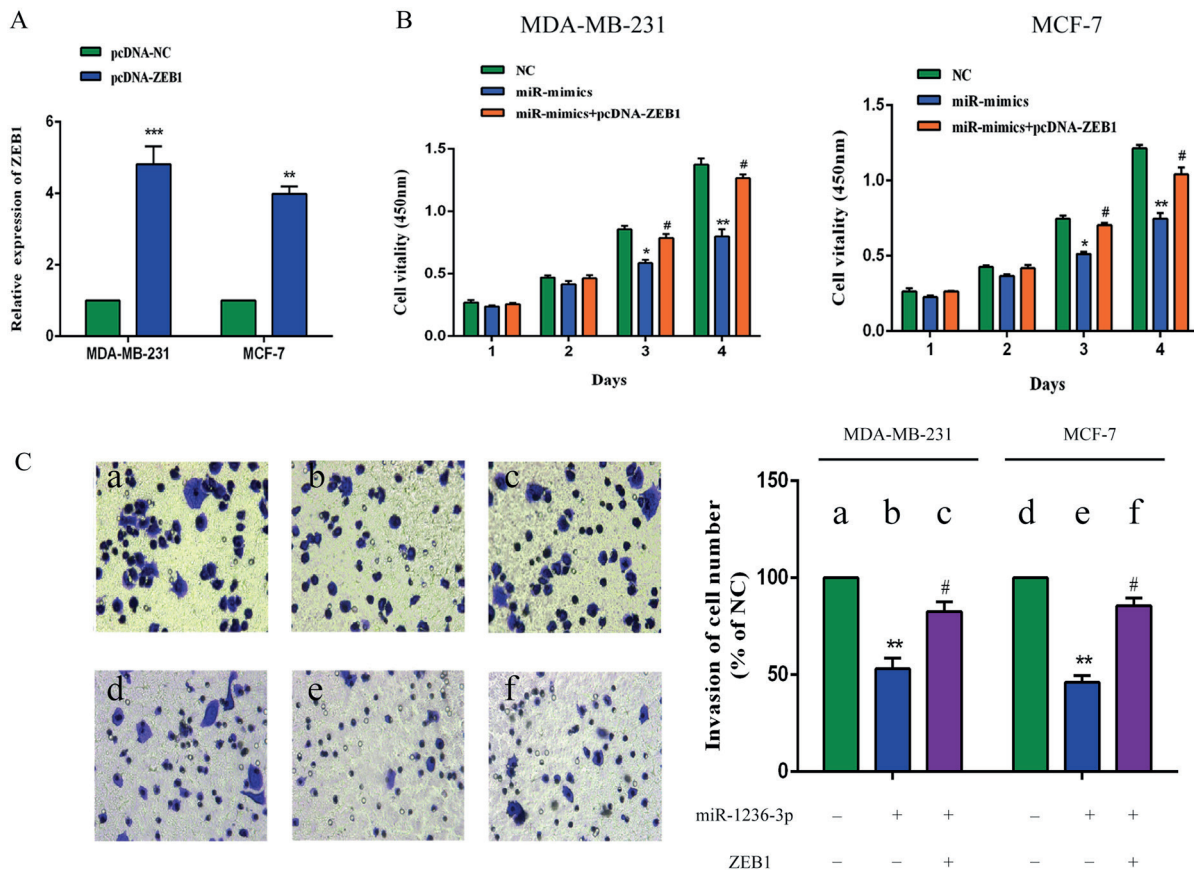 A
pcDNA-NC
pcDNA-ZEB1
Relative expression of ZEB1
6
4
2
0
***
**
MDA-MB-231
MCF-7
B
MDA-MB-231
NC
miR-mimics
miR-mimics+pcDNA-ZEB1
Cell vitality (450nm)
1.5
1.0
0.5
0.0
*
#
**
#
1 2 3 4
Days
MCF-7
NC
miR-mimics
miR-mimics+pcDNA-ZEB1
Cell vitality (450nm)
1.5
1.0
0.5
0.0
*
#
**
#
1 2 3 4
Days
C
a b c
d e f
MDA-MB-231 MCF-7
Invasion of cell number
(% of NC)
150
100
50
0
a b c d e f
** # ** #
miR-1236-3p – + + – + +
ZEB1 – – + – – +